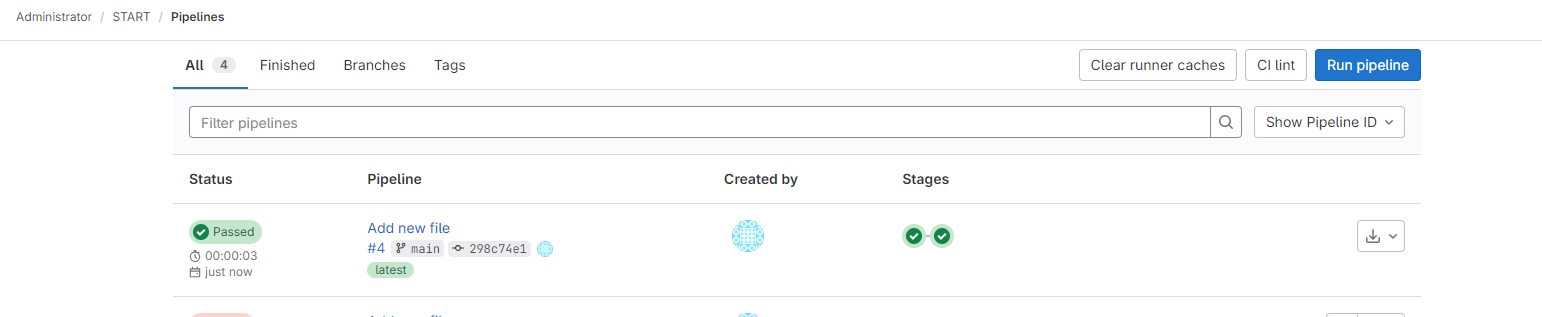 Administrator / START / Pipelines
All 4 Finished Branches Tags Clear runner caches CI lint Run pipeline
Filter pipelines Show Pipeline ID
Status Pipeline Created by Stages
Passed Add new file
#4 main 298c74e1
00:00:03
latest
just now